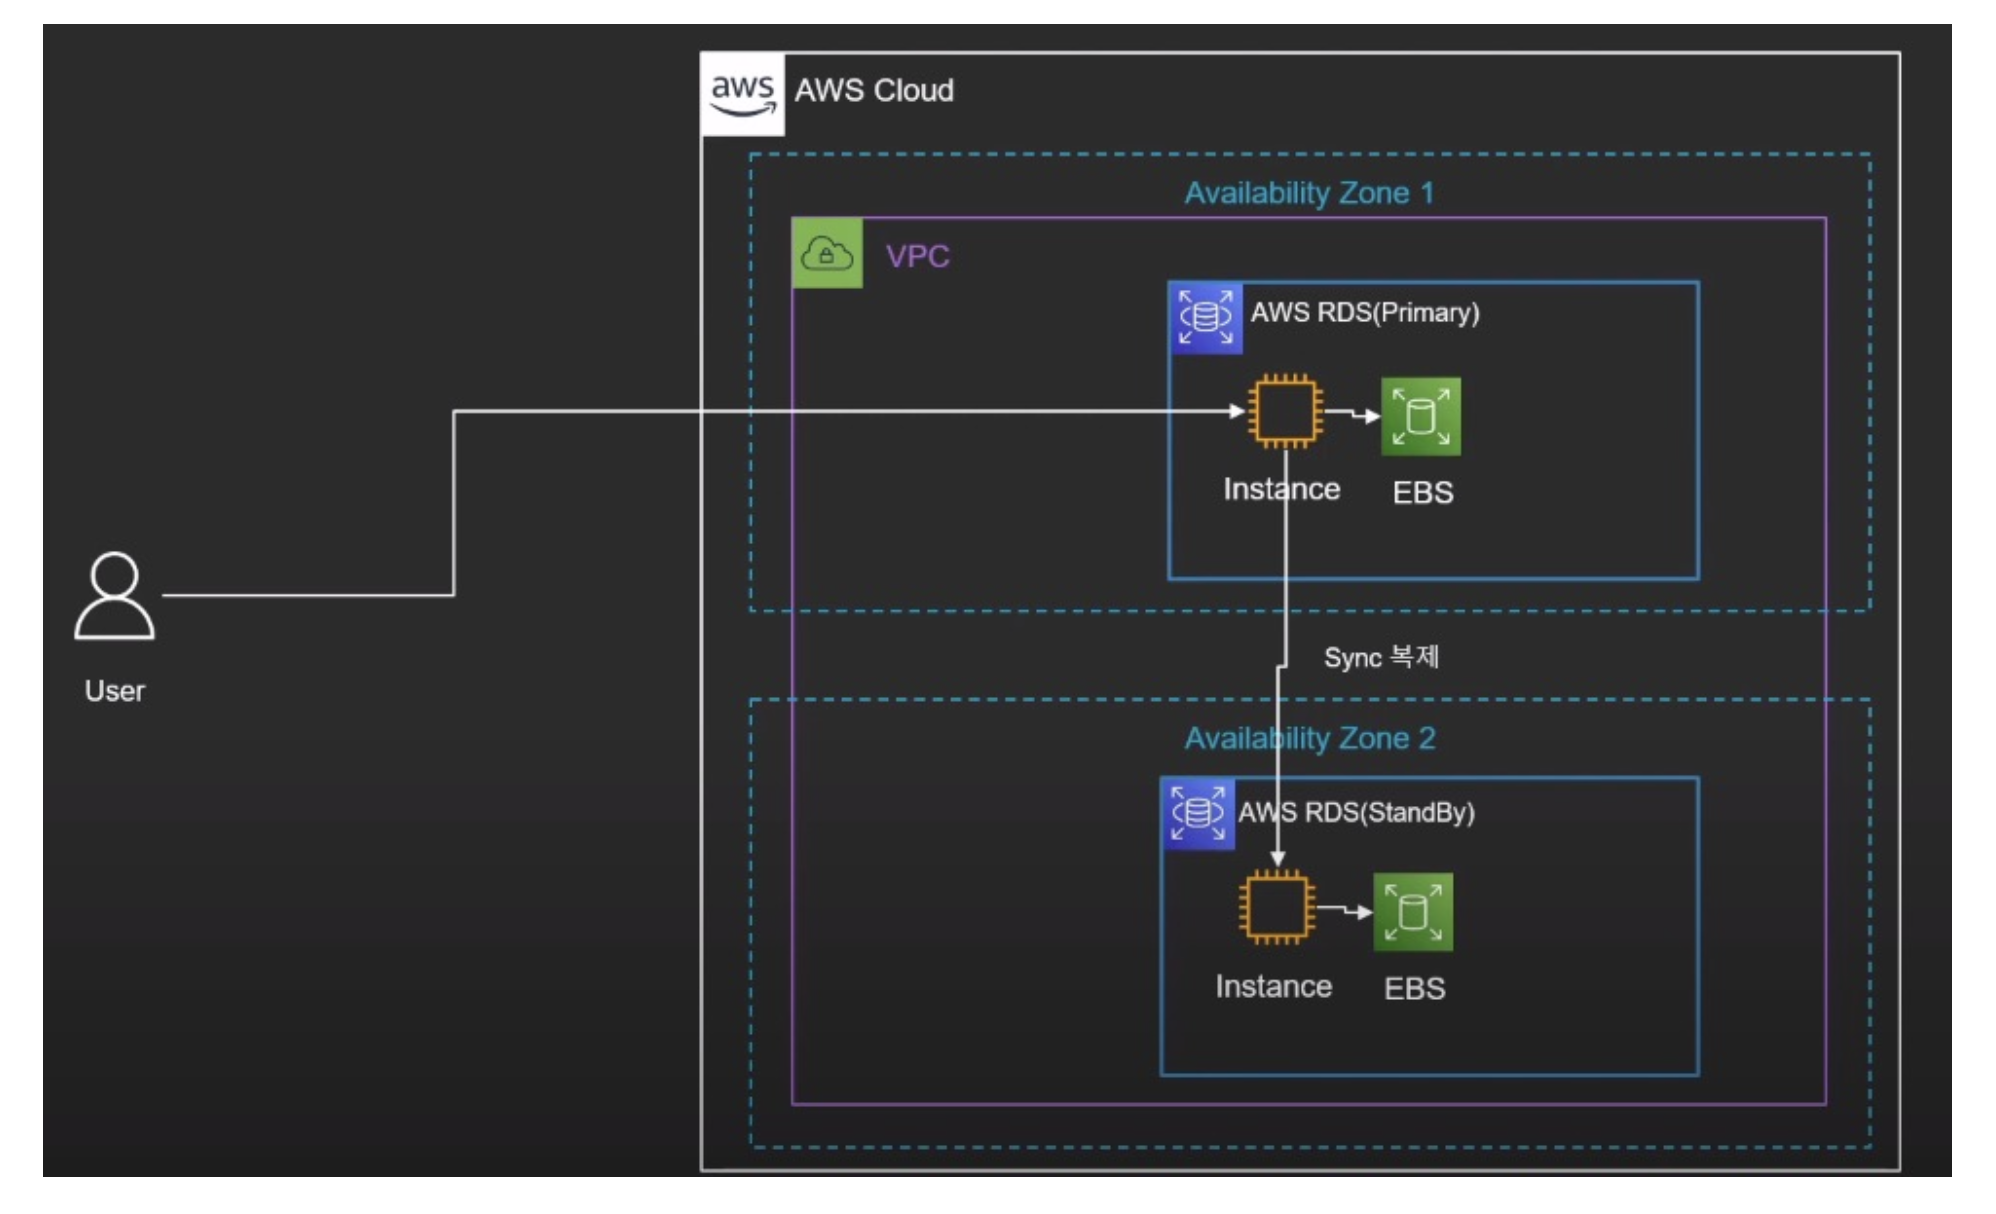 aws
AWS Cloud
Availability Zone 1
VPC
AWS RDS(Primary)
Instance
EBS
User
Sync 복제
Availability Zone 2
AWS RDS(StandBy)
Instance
EBS